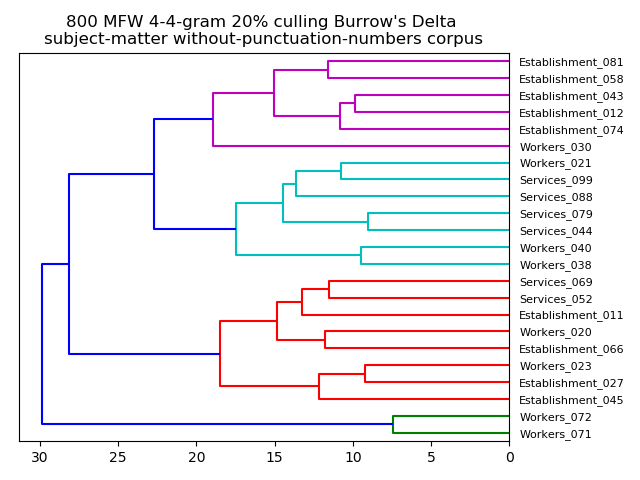 800 MFW 4-4-gram 20% culling Burrow's Delta
subject-matter without-punctuation-numbers corpus
Establishment_081
Establishment_058
Establishment_043
Establishment_012
Establishment_074
Workers_030
Workers_021
Services_099
Services_088
Services_079
Services_044
Workers_040
Workers_038
Services_069
Services_052
Establishment_011
Workers_020
Establishment_066
Workers_023
Establishment_027
Establishment_045
Workers_072
Workers_071
30 25 20 15 10 5 0